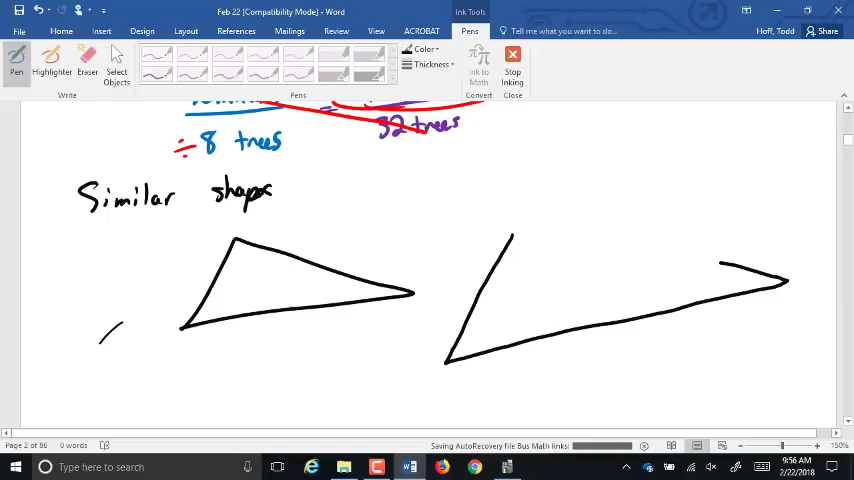 Feb 22 [Compatibility Mode] - Word
Ink Tools
Hoff, Todd
File Home Insert Design Layout References Mailings Review View ACROBAT Pens Tell me what you want to do... Share
Pen Highlighter Eraser Select Objects
Color
Thickness
Ink to Math
Stop Inking
Write Pens Convert Close
=
32 trees
÷ 8 trees
Similar shapes
Page 2 of 86 0 words Saving AutoRecovery file Bus Math links: 150%
Type here to search
9:56 AM
2/22/2018